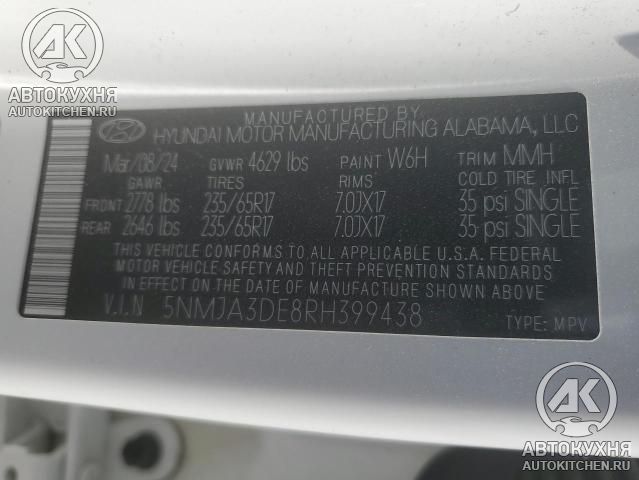 AK
АВТОКУХНЯ
AUTOKITCHEN.RU
MANUFACTURED BY
HYUNDAI MOTOR MANUFACTURING ALABAMA, LLC
Mar/08/24 GVWR 4629 lbs PAINT W6H TRIM MMH
GAWR TIRES RIMS COLD TIRE INFL
FRONT 2778 lbs 235/65R17 7.0JX17 35 psi SINGLE
REAR 2646 lbs 235/65R17 7.0JX17 35 psi SINGLE
THIS VEHICLE CONFORMS TO ALL APPLICABLE U.S.A. FEDERAL
MOTOR VEHICLE SAFETY, BUMPER, AND THEFT PREVENTION STANDARDS
IN EFFECT ON THE DATE OF MANUFACTURE SHOWN ABOVE.
V.I.N 5NMJA3DE8RH399438
TYPE: MPV
AK
АВТОКУХНЯ
AUTOKITCHEN.RU